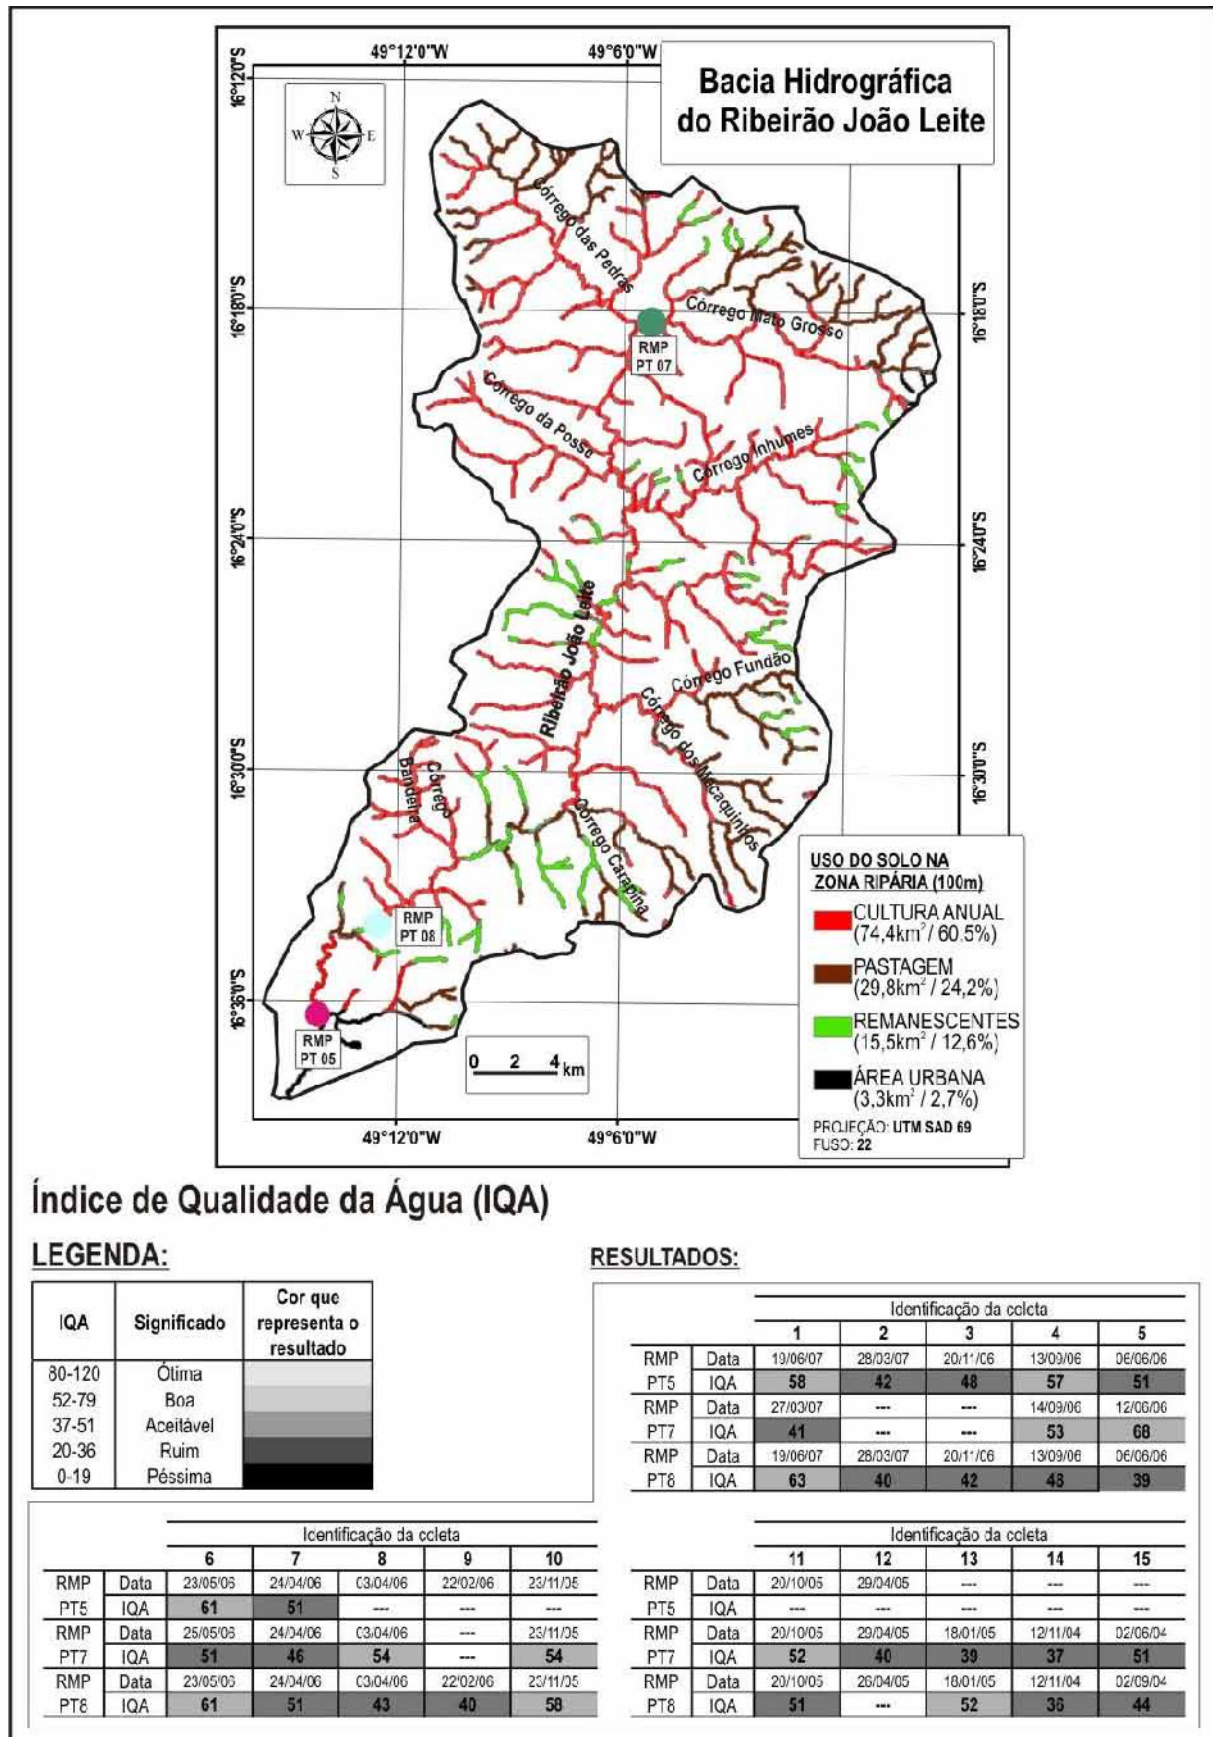 49°12'0"W 49°6'0"W
16°12'0"S
Bacia Hidrográfica
do Ribeirão João Leite
N
W E
S
Córrego das Pedras
16°18'0"S
16°18'0"S
Córrego Mato Grosso
RMP
PT 07
Córrego da Posso
Córrego Inhumes
16°24'0"S
16°24'0"S
Ribeirão João Leite
Córrego Fundão
Córrego dos Macaquinhos
16°30'0"S
16°30'0"S
Córrego
Bandeira
Córrego Carapina
RMP
PT 08
16°36'0"S
RMP
PT 05
0 2 4 km
49°12'0"W 49°6'0"W
USO DO SOLO NA
ZONA RIPÁRIA (100m)
CULTURA ANUAL
(74,4km² / 60.5%)
PASTAGEM
(29,8km² / 24,2%)
REMANESCENTES
(15,5km² / 12,6%)
ÁREA URBANA
(3,3km² / 2,7%)
PROJEÇÃO: UTM SAD 69
FUSO: 22
Índice de Qualidade da Água (IQA)
LEGENDA:
IQA Significado Cor que representa o resultado
80-120 Ótima
52-79 Boa
37-51 Aceitável
20-36 Ruim
0-19 Péssima
RESULTADOS:
Identificação da coleta
1 2 3 4 5
RMP Data 19/06/07 28/03/07 20/11/06 13/09/06 06/06/06
PT5 IQA 58 42 48 57 51
RMP Data 27/03/07 --- --- 14/09/06 12/06/06
PT7 IQA 41 --- --- 53 68
RMP Data 19/06/07 28/03/07 20/11/06 13/09/06 06/06/06
PT8 IQA 63 40 42 48 39
Identificação da coleta
6 7 8 9 10
RMP Data 23/05/06 24/04/06 03/04/06 22/02/06 23/11/05
PT5 IQA 61 51 --- --- ---
RMP Data 25/05/06 24/04/06 03/04/06 --- 23/11/05
PT7 IQA 51 46 54 --- 54
RMP Data 23/05/06 24/04/06 03/04/06 22/02/06 23/11/05
PT8 IQA 61 51 43 40 58
Identificação da coleta
11 12 13 14 15
RMP Data 20/10/05 29/04/05 --- --- ---
PT5 IQA --- --- --- --- ---
RMP Data 20/10/05 29/04/05 18/01/05 12/11/04 02/06/04
PT7 IQA 52 40 39 37 51
RMP Data 20/10/05 26/04/05 18/01/05 12/11/04 02/09/04
PT8 IQA 51 --- 52 36 44